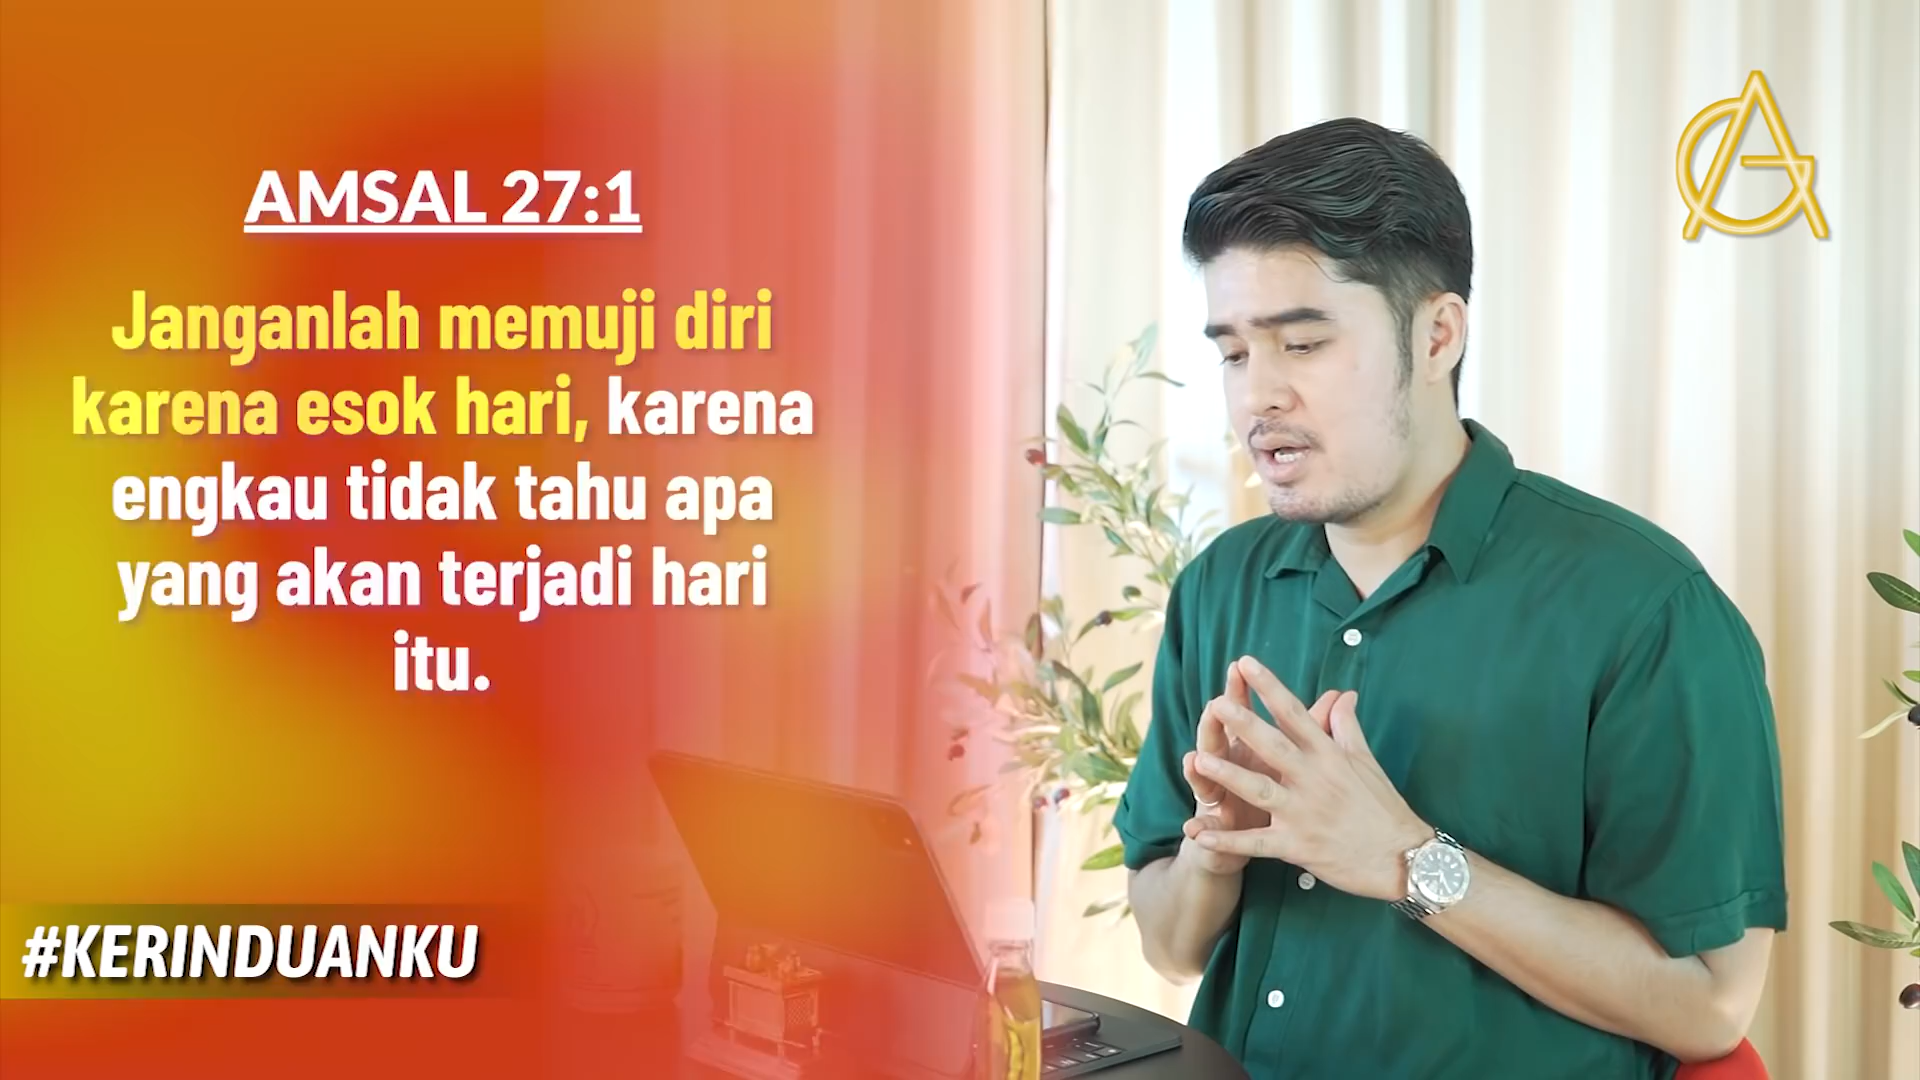 AMSAL 27:1
Janganlah memuji diri
karena esok hari, karena
engkau tidak tahu apa
yang akan terjadi hari
itu.
#KERINDUANKU